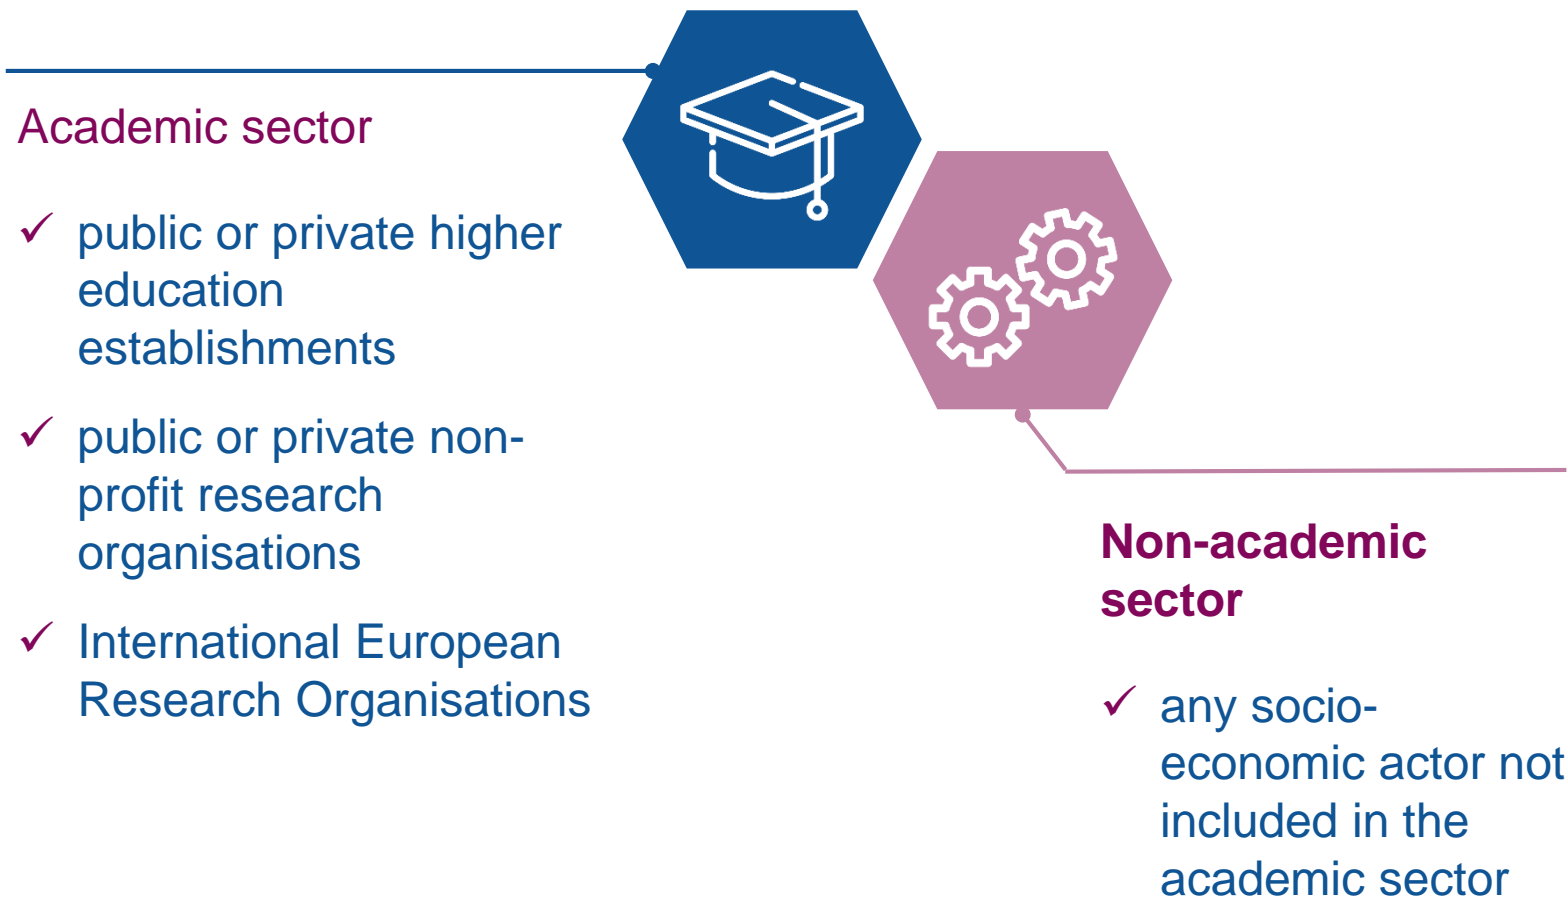 Academic sector
✓ public or private higher
education
establishments
✓ public or private non-
profit research
organisations
✓ International European
Research Organisations
Non-academic
sector
✓ any socio-
economic actor not
included in the
academic sector